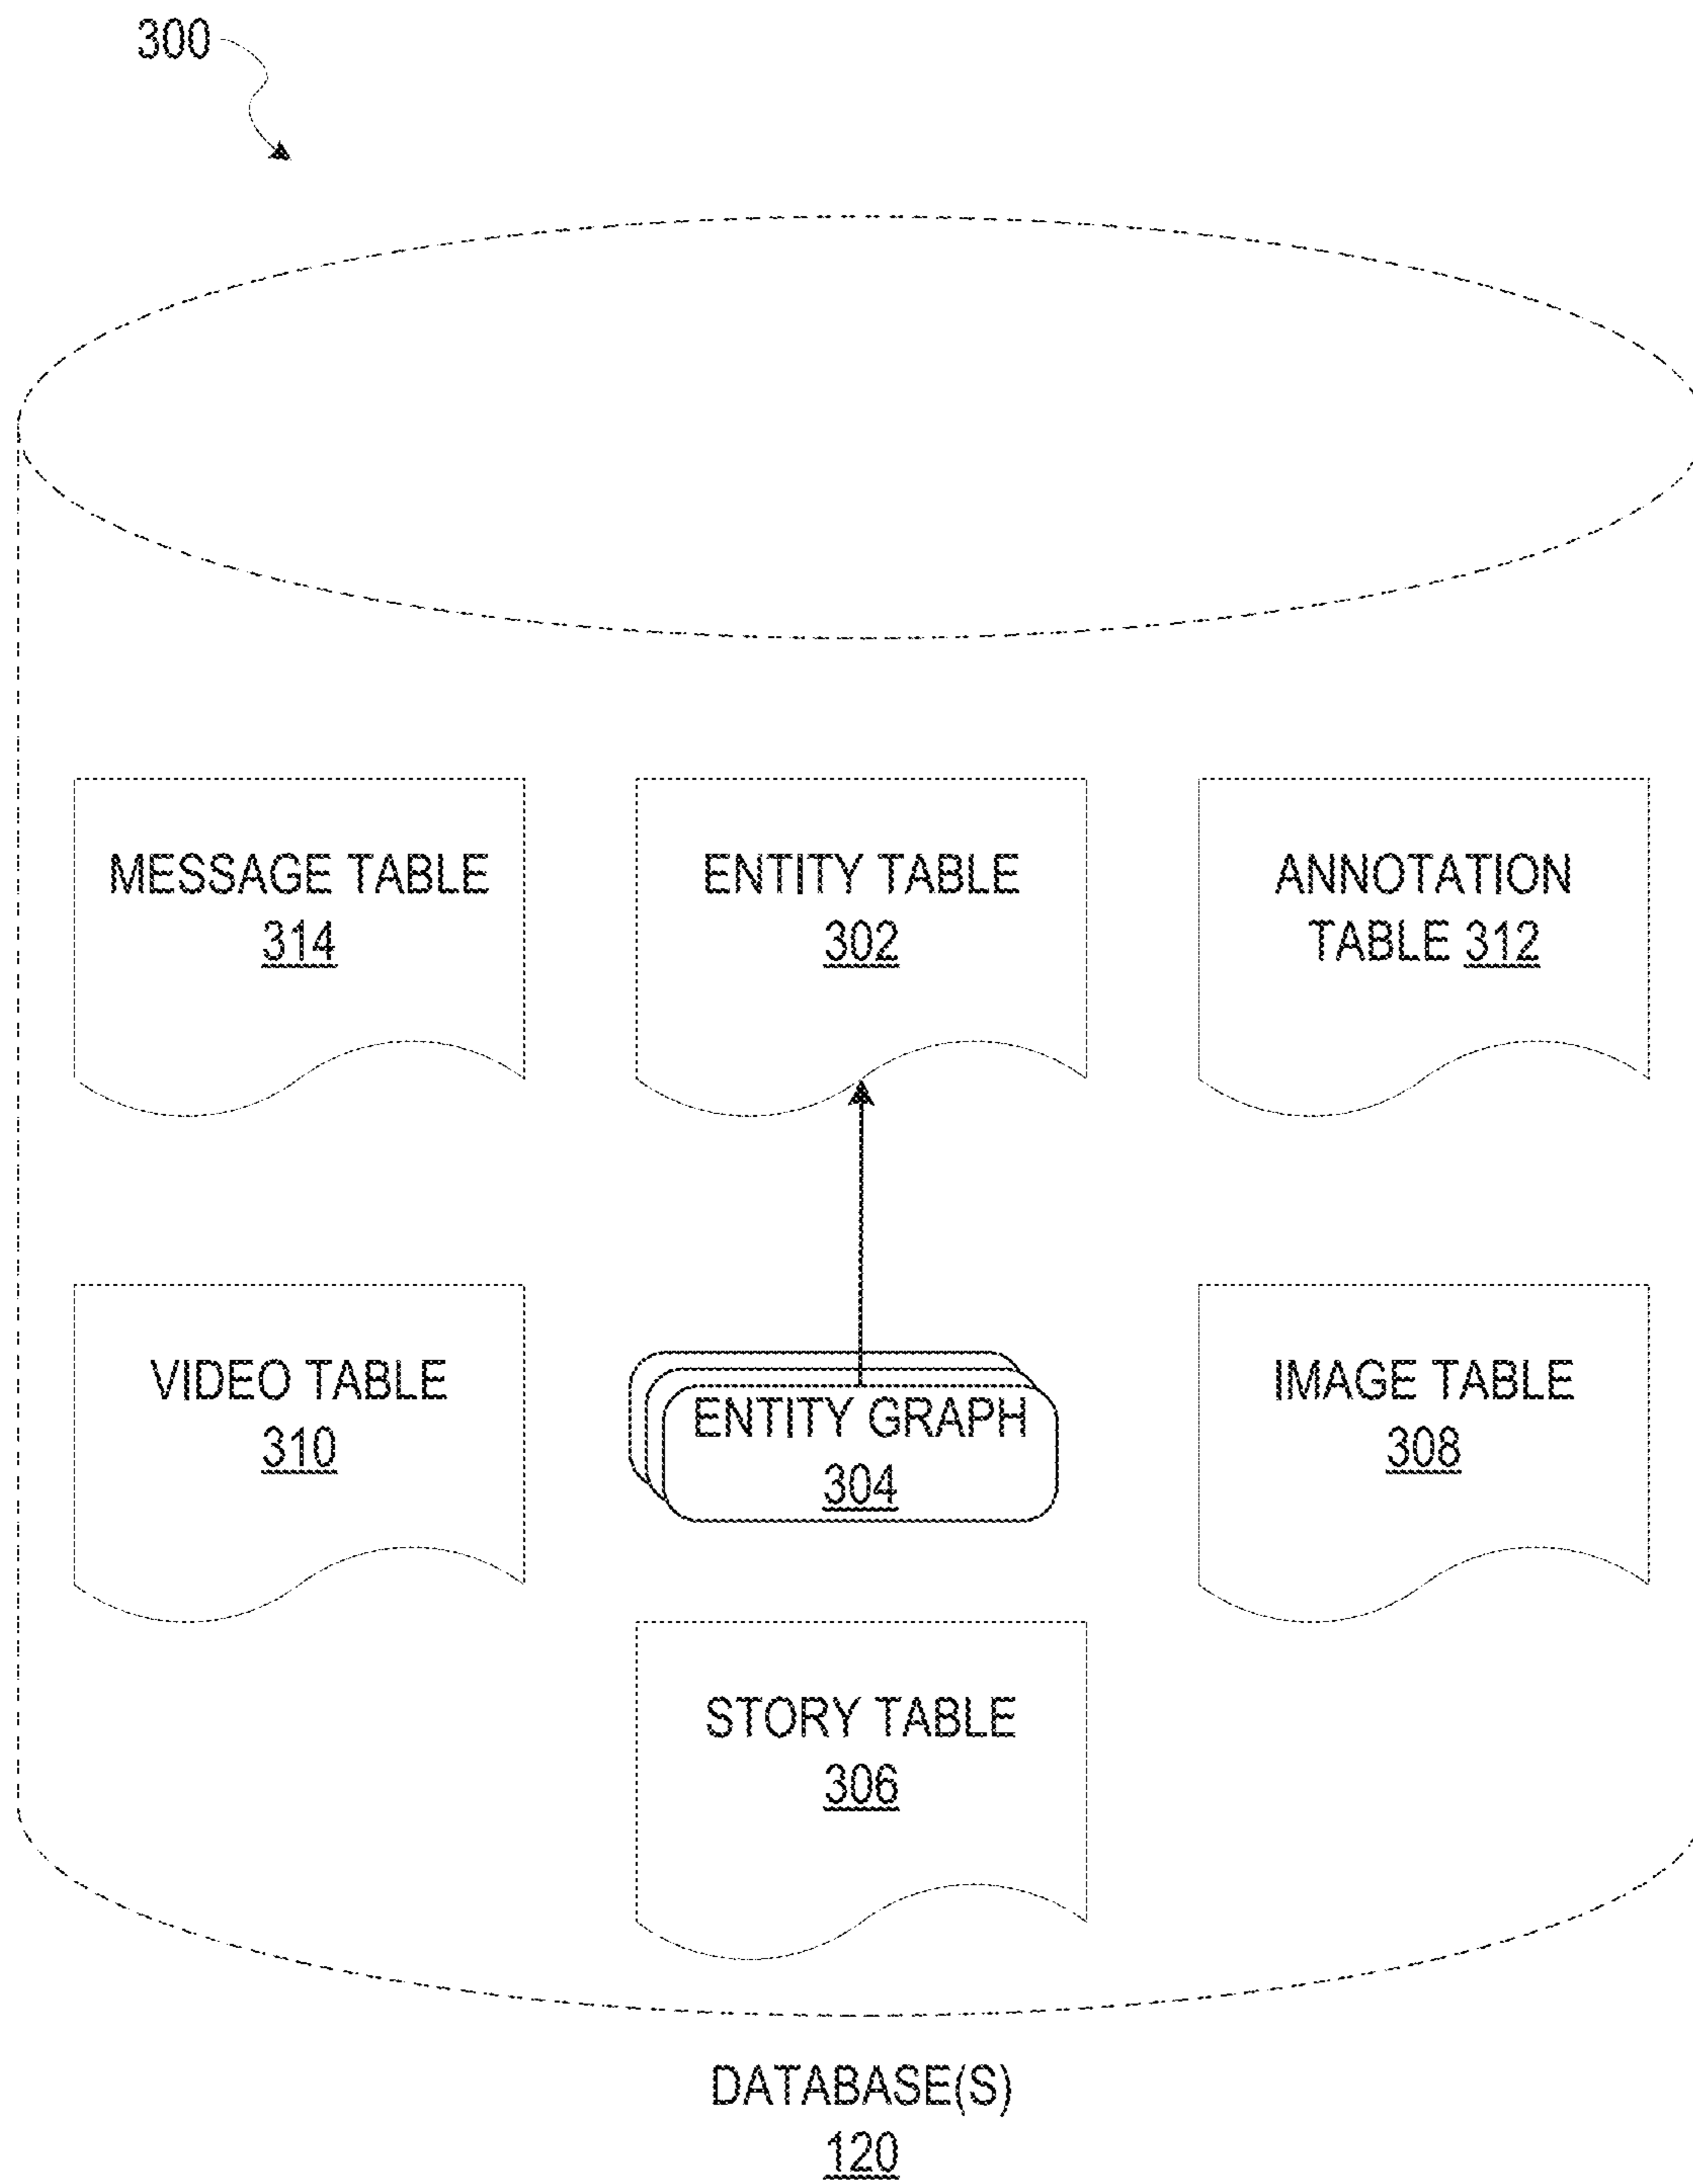 300
MESSAGE TABLE
314
ENTITY TABLE
302
ANNOTATION
TABLE 312
VIDEO TABLE
310
ENTITY GRAPH
304
IMAGE TABLE
308
STORY TABLE
306
DATABASE(S)
120